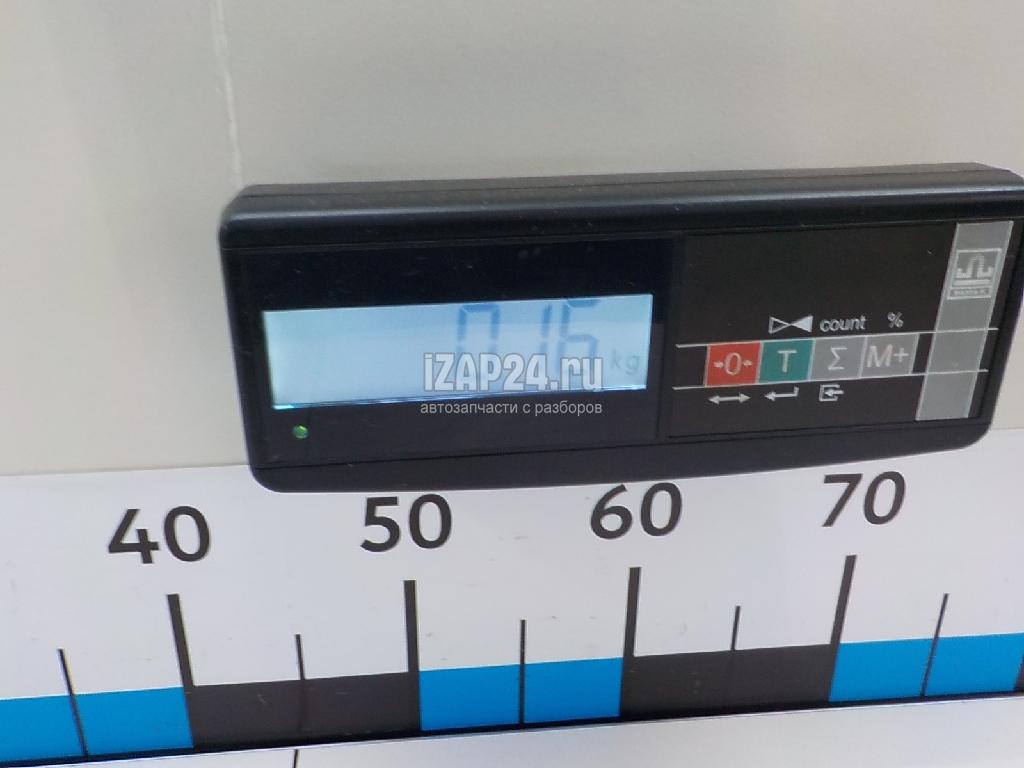 0.16
kg
iZAP24.ru
автозапчасти с разборов
count %
→0← T Σ M+
40 50 60 70